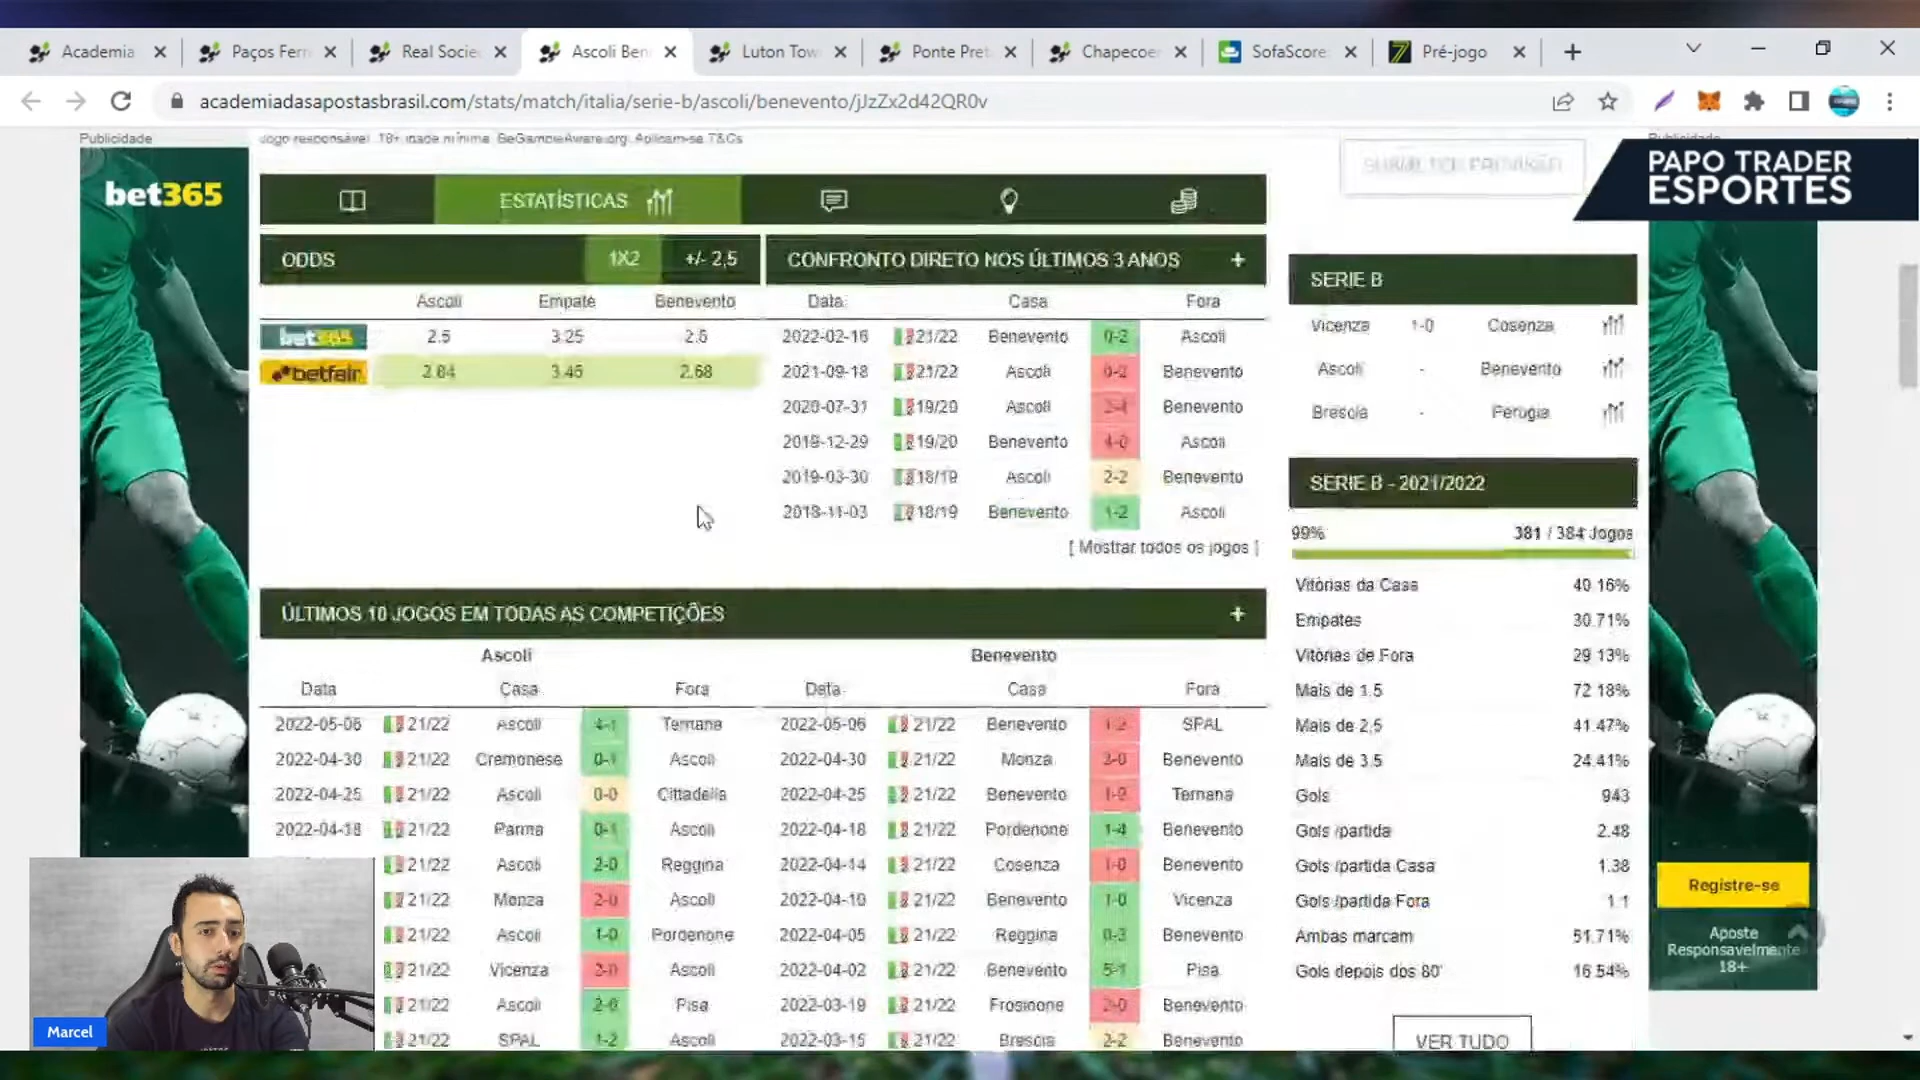 Academia
Paços Ferr
Real Socie
Ascoli Ben
Luton Tow
Ponte Pret
Chapecoer
SofaScore
Pré-jogo
academiadasapostasbrasil.com/stats/match/italia/serie-b/ascoli/benevento/jJzZx2d42QR0v
Publicidade
Jogo responsável. 18+ idade mínima. BeGambleAware.org. Aplicam-se T&Cs
Publicidade
PAPO TRADER
ESPORTES
bet365
ESTATÍSTICAS
ODDS 1X2 +/- 2,5
CONFRONTO DIRETO NOS ÚLTIMOS 3 ANOS +
Ascoli Empate Benevento
bet365 2.5 3.25
betfair 3.45 2.68
Data Casa Fora
2022-02-16 21/22 Benevento 0-2 Ascoli
2021-09-18 21/22 Ascoli 0-2 Benevento
2020-07-31 19/20 Ascoli 2-4 Benevento
2019-12-29 19/20 Benevento 4-0 Ascoli
2019-03-30 18/19 Ascoli 2-2 Benevento
2018-11-03 18/19 Benevento 1-2 Ascoli
[ Mostrar todos os jogos ]
ÚLTIMOS 10 JOGOS EM TODAS AS COMPETIÇÕES +
Ascoli
Data Casa Fora
2022-05-06 21/22 Ascoli 4-1 Ternana
2022-04-30 21/22 Cremonese 0-1 Ascoli
2022-04-25 21/22 Ascoli 0-0 Cittadella
2022-04-18 21/22 Parma 0-1 Ascoli
21/22 Ascoli 2-0 Reggina
21/22 Monza 2-0 Ascoli
21/22 Ascoli 1-0 Pordenone
21/22 Vicenza 2-0 Ascoli
21/22 Ascoli 2-0 Pisa
21/22 SPAL 1-2 Ascoli
Benevento
Data Casa Fora
2022-05-06 21/22 Benevento 1-2 SPAL
2022-04-30 21/22 Monza 3-0 Benevento
2022-04-25 21/22 Benevento Ternana
2022-04-18 21/22 Pordenone 1-4 Benevento
2022-04-14 21/22 Cosenza 1-0 Benevento
2022-04-10 21/22 Benevento 1-0 Vicenza
2022-04-05 21/22 Reggina 0-3 Benevento
2022-04-02 21/22 Benevento 5-1 Pisa
2022-03-19 21/22 Frosinone Benevento
2022-03-15 21/22 Brescia 2-2 Benevento
SERIE B
Vicenza 1-0 Cosenza
Ascoli - Benevento
Brescia - Perugia
SERIE B - 2021/2022
99% 381 / 384 Jogos
Vitórias da Casa 40.16%
Empates 30.71%
Vitórias de Fora 29.13%
Mais de 1.5 72.18%
Mais de 2.5 41.47%
Mais de 3.5 24.41%
Gols 943
Gols /partida 2.48
Gols /partida Casa 1.38
Gols /partida Fora 1.1
Ambas marcam 51.71%
Gols depois dos 80' 16.54%
VER TUDO
Registre-se
Aposte
Responsavelmente
18+
Marcel